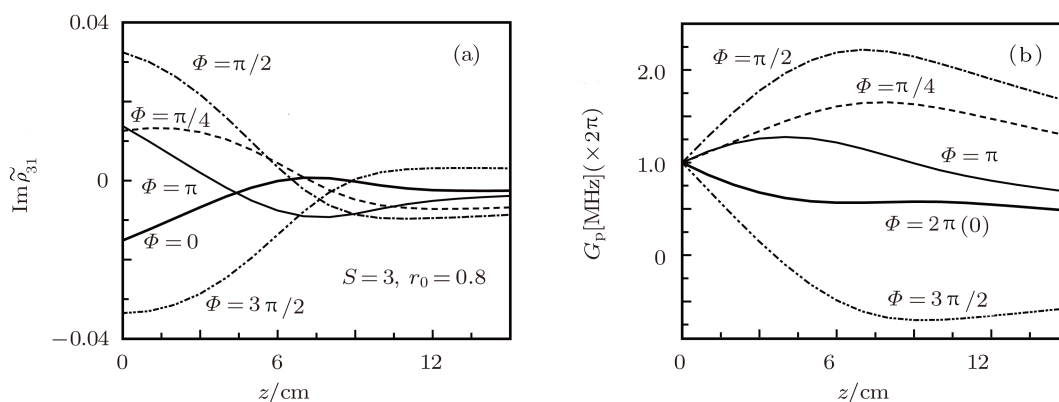 0.04
0
−0.04
Im ρ̃₃₁
(a)
Φ = π/2
Φ = π/4
Φ = π
Φ = 0
Φ = 3π/2
S = 3, r₀ = 0.8
0 6 12
z/cm
2.0
1.0
0
Gₚ[MHz](×2π)
(b)
Φ = π/2
Φ = π/4
Φ = π
Φ = 2π(0)
Φ = 3π/2
0 6 12
z/cm